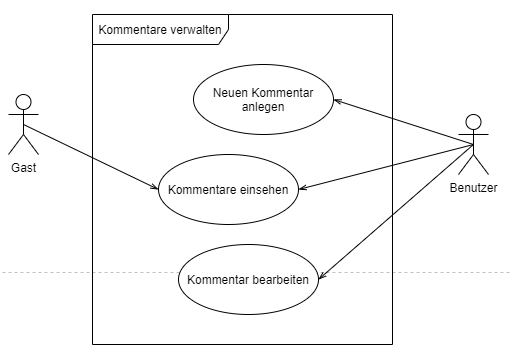 Kommentare verwalten
Neuen Kommentar
anlegen
Gast
Kommentare einsehen
Benutzer
Kommentar bearbeiten